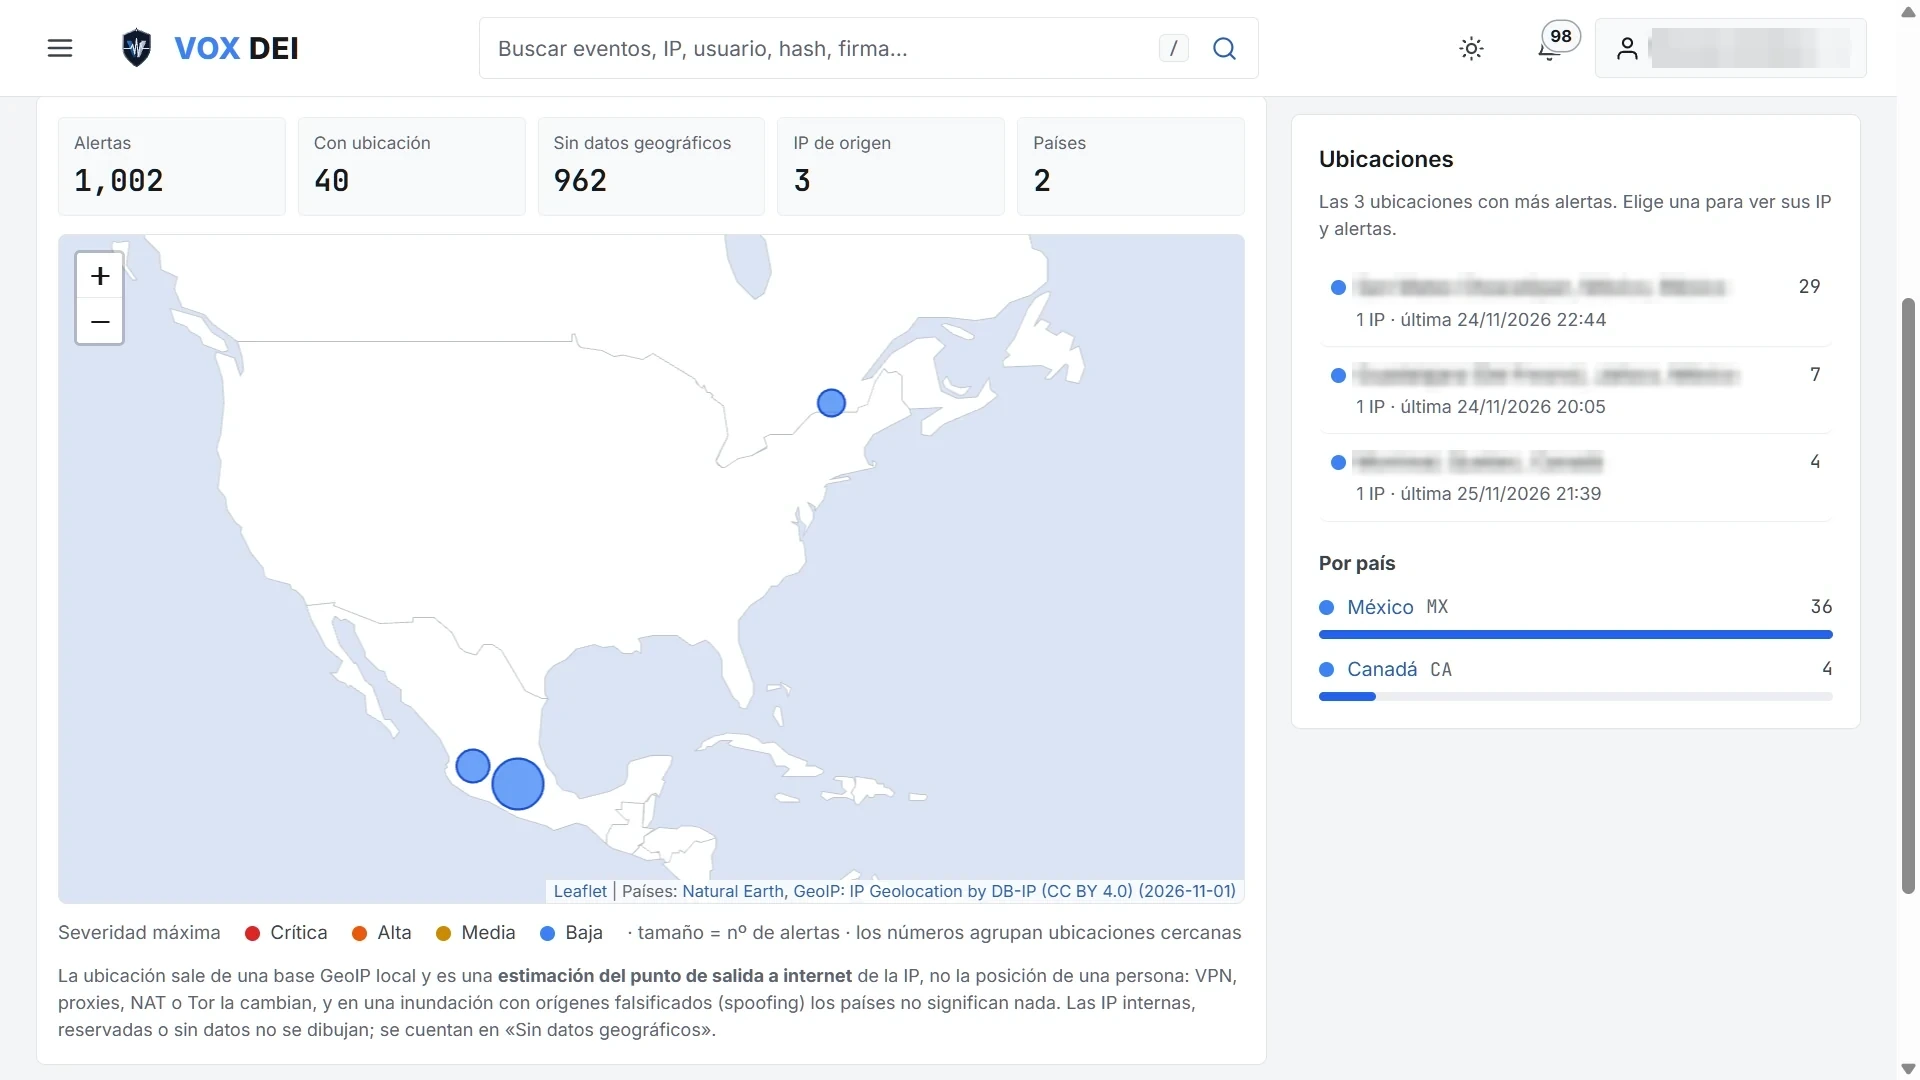 VOX DEI
Buscar eventos, IP, usuario, hash, firma...
/
98
Alertas
1,002
Con ubicación
40
Sin datos geográficos
962
IP de origen
3
Países
2
+
−
Leaflet | Países: Natural Earth, GeoIP: IP Geolocation by DB-IP (CC BY 4.0) (2026-11-01)
Severidad máxima Crítica Alta Media Baja · tamaño = nº de alertas · los números agrupan ubicaciones cercanas
La ubicación sale de una base GeoIP local y es una estimación del punto de salida a internet de la IP, no la posición de una persona: VPN,
proxies, NAT o Tor la cambian, y en una inundación con orígenes falsificados (spoofing) los países no significan nada. Las IP internas,
reservadas o sin datos no se dibujan; se cuentan en «Sin datos geográficos».
Ubicaciones
Las 3 ubicaciones con más alertas. Elige una para ver sus IP
y alertas.
29
1 IP · última 24/11/2026 22:44
7
1 IP · última 24/11/2026 20:05
4
1 IP · última 25/11/2026 21:39
Por país
México MX 36
Canadá CA 4